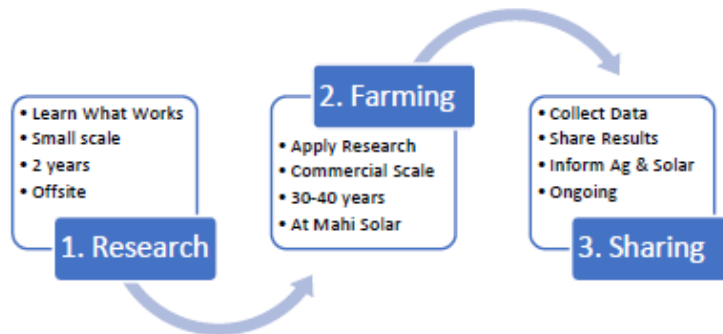 • Learn What Works
• Small scale
• 2 years
• Offsite
1. Research
2. Farming
• Apply Research
• Commercial Scale
• 30-40 years
• At Mahi Solar
• Collect Data
• Share Results
• Inform Ag & Solar
• Ongoing
3. Sharing